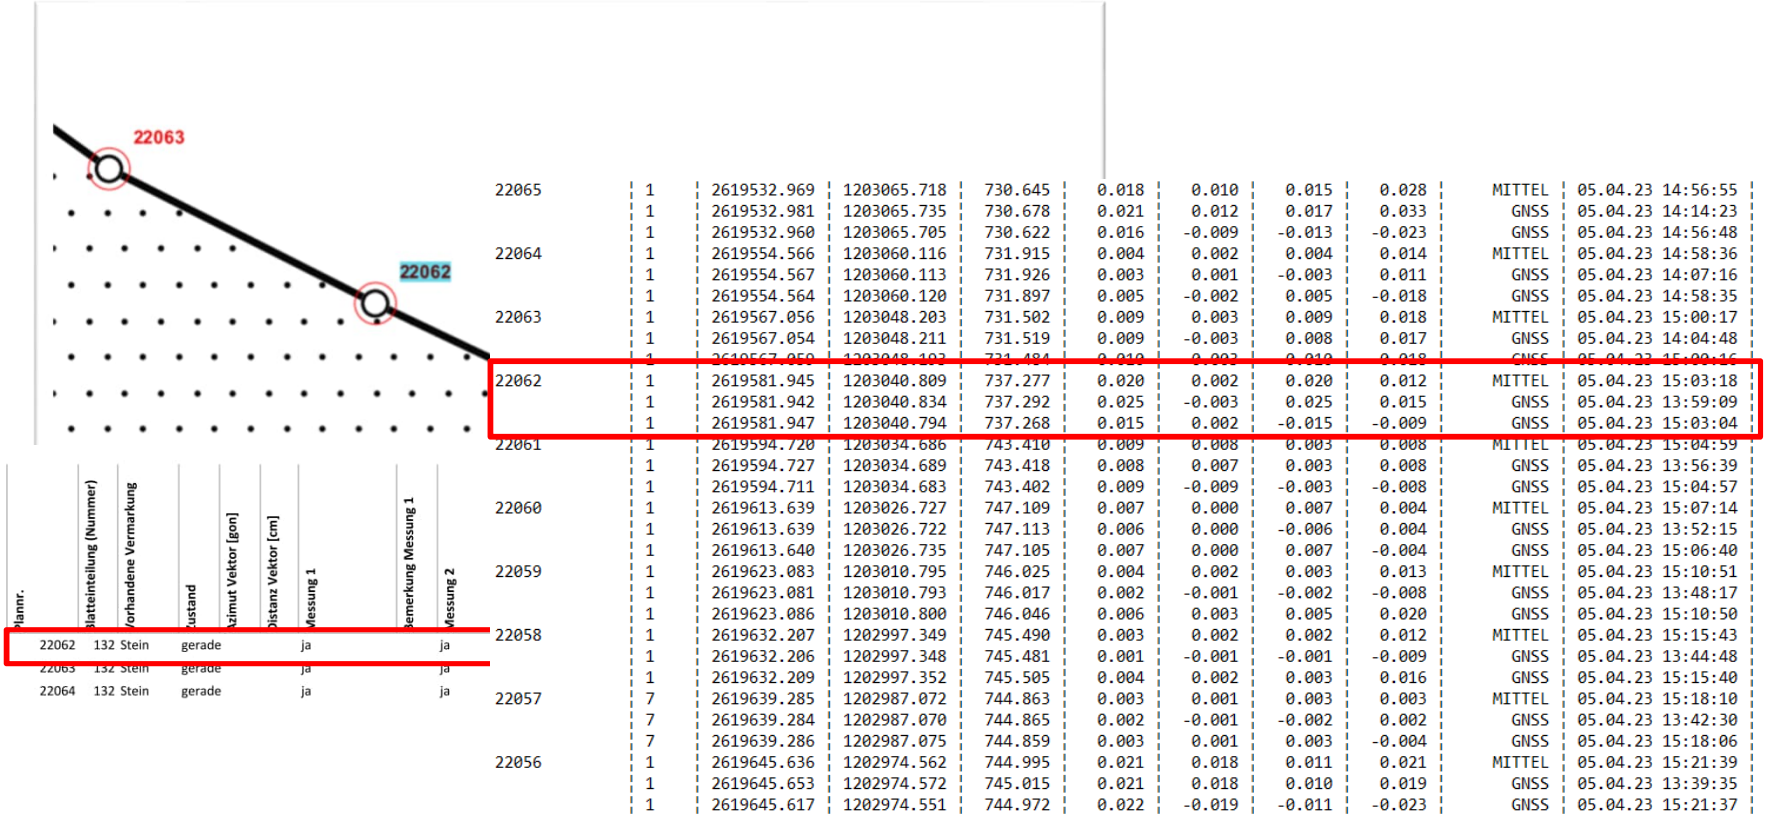 22063
22062
22065 | 1 | 2619532.969 | 1203065.718 | 730.645 | 0.018 | 0.010 | 0.015 | 0.028 | MITTEL | 05.04.23 14:56:55 |
| 1 | 2619532.981 | 1203065.735 | 730.678 | 0.021 | 0.012 | 0.017 | 0.033 | GNSS | 05.04.23 14:14:23 |
| 1 | 2619532.960 | 1203065.705 | 730.622 | 0.016 | -0.009 | -0.013 | -0.023 | GNSS | 05.04.23 14:56:48 |
22064 | 1 | 2619554.566 | 1203060.116 | 731.915 | 0.004 | 0.002 | 0.004 | 0.014 | MITTEL | 05.04.23 14:58:36 |
| 1 | 2619554.567 | 1203060.113 | 731.926 | 0.003 | 0.001 | -0.003 | 0.011 | GNSS | 05.04.23 14:07:16 |
| 1 | 2619554.564 | 1203060.120 | 731.897 | 0.005 | -0.002 | 0.005 | -0.018 | GNSS | 05.04.23 14:58:35 |
22063 | 1 | 2619567.056 | 1203048.203 | 731.502 | 0.009 | 0.003 | 0.009 | 0.018 | MITTEL | 05.04.23 15:00:17 |
| 1 | 2619567.054 | 1203048.211 | 731.519 | 0.009 | -0.003 | 0.008 | 0.017 | GNSS | 05.04.23 14:04:48 |
22062 | 1 | 2619581.945 | 1203040.809 | 737.277 | 0.020 | 0.002 | 0.020 | 0.012 | MITTEL | 05.04.23 15:03:18 |
| 1 | 2619581.942 | 1203040.834 | 737.292 | 0.025 | -0.003 | 0.025 | 0.015 | GNSS | 05.04.23 13:59:09 |
| 1 | 2619581.947 | 1203040.794 | 737.268 | 0.015 | 0.002 | -0.015 | -0.009 | GNSS | 05.04.23 15:03:04 |
22061 | 1 | 2619594.720 | 1203034.686 | 743.410 | 0.009 | 0.008 | 0.003 | 0.008 | MITTEL | 05.04.23 15:04:59 |
| 1 | 2619594.727 | 1203034.689 | 743.418 | 0.008 | 0.007 | 0.003 | 0.008 | GNSS | 05.04.23 13:56:39 |
| 1 | 2619594.711 | 1203034.683 | 743.402 | 0.009 | -0.009 | -0.003 | -0.008 | GNSS | 05.04.23 15:04:57 |
22060 | 1 | 2619613.639 | 1203026.727 | 747.109 | 0.007 | 0.000 | 0.007 | 0.004 | MITTEL | 05.04.23 15:07:14 |
| 1 | 2619613.639 | 1203026.722 | 747.113 | 0.006 | 0.000 | -0.006 | 0.004 | GNSS | 05.04.23 13:52:15 |
| 1 | 2619613.640 | 1203026.735 | 747.105 | 0.007 | 0.000 | 0.007 | -0.004 | GNSS | 05.04.23 15:06:40 |
22059 | 1 | 2619623.083 | 1203010.795 | 746.025 | 0.004 | 0.002 | 0.003 | 0.013 | MITTEL | 05.04.23 15:10:51 |
| 1 | 2619623.081 | 1203010.793 | 746.017 | 0.002 | -0.001 | -0.002 | -0.008 | GNSS | 05.04.23 13:48:17 |
| 1 | 2619623.086 | 1203010.800 | 746.046 | 0.006 | 0.003 | 0.005 | 0.020 | GNSS | 05.04.23 15:10:50 |
22058 | 1 | 2619632.207 | 1202997.349 | 745.490 | 0.003 | 0.002 | 0.002 | 0.012 | MITTEL | 05.04.23 15:15:43 |
| 1 | 2619632.206 | 1202997.348 | 745.481 | 0.001 | -0.001 | -0.001 | -0.009 | GNSS | 05.04.23 13:44:48 |
| 1 | 2619632.209 | 1202997.352 | 745.505 | 0.004 | 0.002 | 0.003 | 0.016 | GNSS | 05.04.23 15:15:40 |
22057 | 7 | 2619639.285 | 1202987.072 | 744.863 | 0.003 | 0.001 | 0.003 | 0.003 | MITTEL | 05.04.23 15:18:10 |
| 7 | 2619639.284 | 1202987.070 | 744.865 | 0.002 | -0.001 | -0.002 | 0.002 | GNSS | 05.04.23 13:42:30 |
| 7 | 2619639.286 | 1202987.075 | 744.859 | 0.003 | 0.001 | 0.003 | -0.004 | GNSS | 05.04.23 15:18:06 |
22056 | 1 | 2619645.636 | 1202974.562 | 744.995 | 0.021 | 0.018 | 0.011 | 0.021 | MITTEL | 05.04.23 15:21:39 |
| 1 | 2619645.653 | 1202974.572 | 745.015 | 0.021 | 0.018 | 0.010 | 0.019 | GNSS | 05.04.23 13:39:35 |
| 1 | 2619645.617 | 1202974.551 | 744.972 | 0.022 | -0.019 | -0.011 | -0.023 | GNSS | 05.04.23 15:21:37 |
Plannr.
Blatteinteilung (Nummer)
Vorhandene Vermarkung
Zustand
Azimut Vektor [gon]
Distanz Vektor [cm]
Messung 1
Bemerkung Messung 1
Messung 2
22062 132 Stein gerade ja ja
22063 132 Stein gerade ja ja
22064 132 Stein gerade ja ja